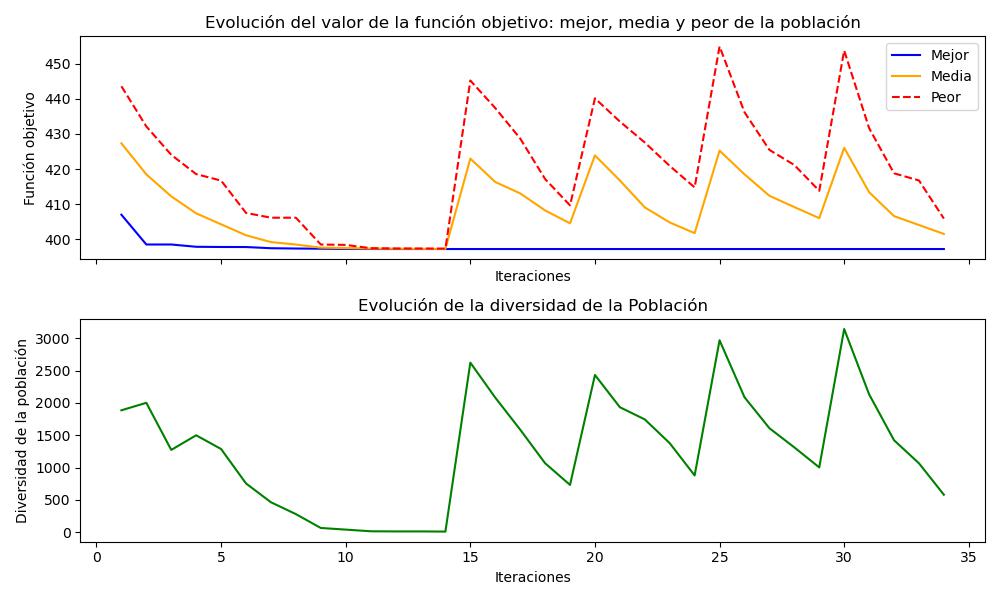 Evolución del valor de la función objetivo: mejor, media y peor de la población
Función objetivo
450
440
430
420
410
400
Mejor
Media
Peor
Iteraciones
Evolución de la diversidad de la Población
Diversidad de la población
3000
2500
2000
1500
1000
500
0
0 5 10 15 20 25 30 35
Iteraciones